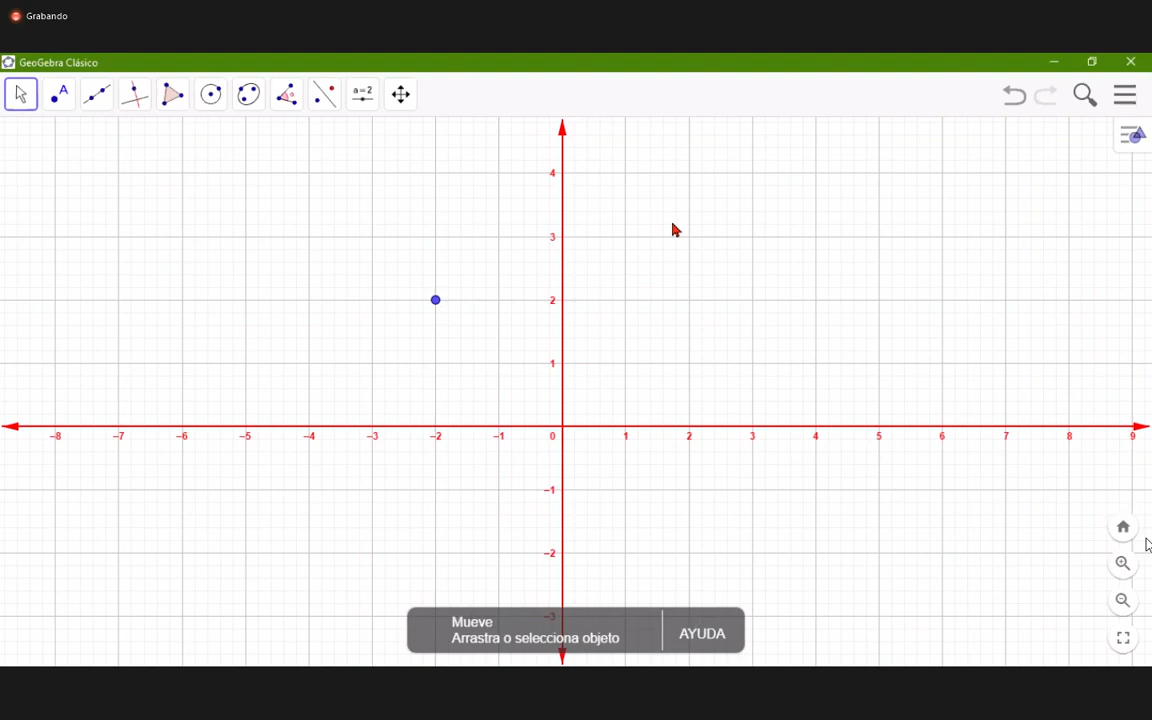 Grabando
GeoGebra Clásico
A
a=2
4
3
2
1
−8 −7 −6 −5 −4 −3 −2 −1 0 1 2 3 4 5 6 7 8 9
−1
−2
−3
Mueve
Arrastra o selecciona objeto
AYUDA